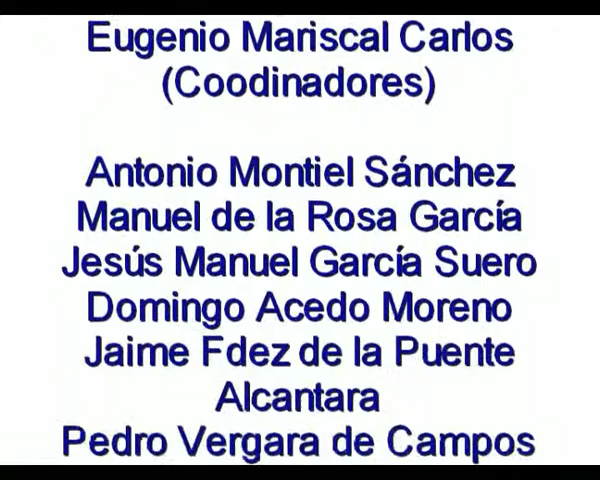 Eugenio Mariscal Carlos
(Coodinadores)
Antonio Montiel Sánchez
Manuel de la Rosa García
Jesús Manuel García Suero
Domingo Acedo Moreno
Jaime Fdez de la Puente
Alcantara
Pedro Vergara de Campos